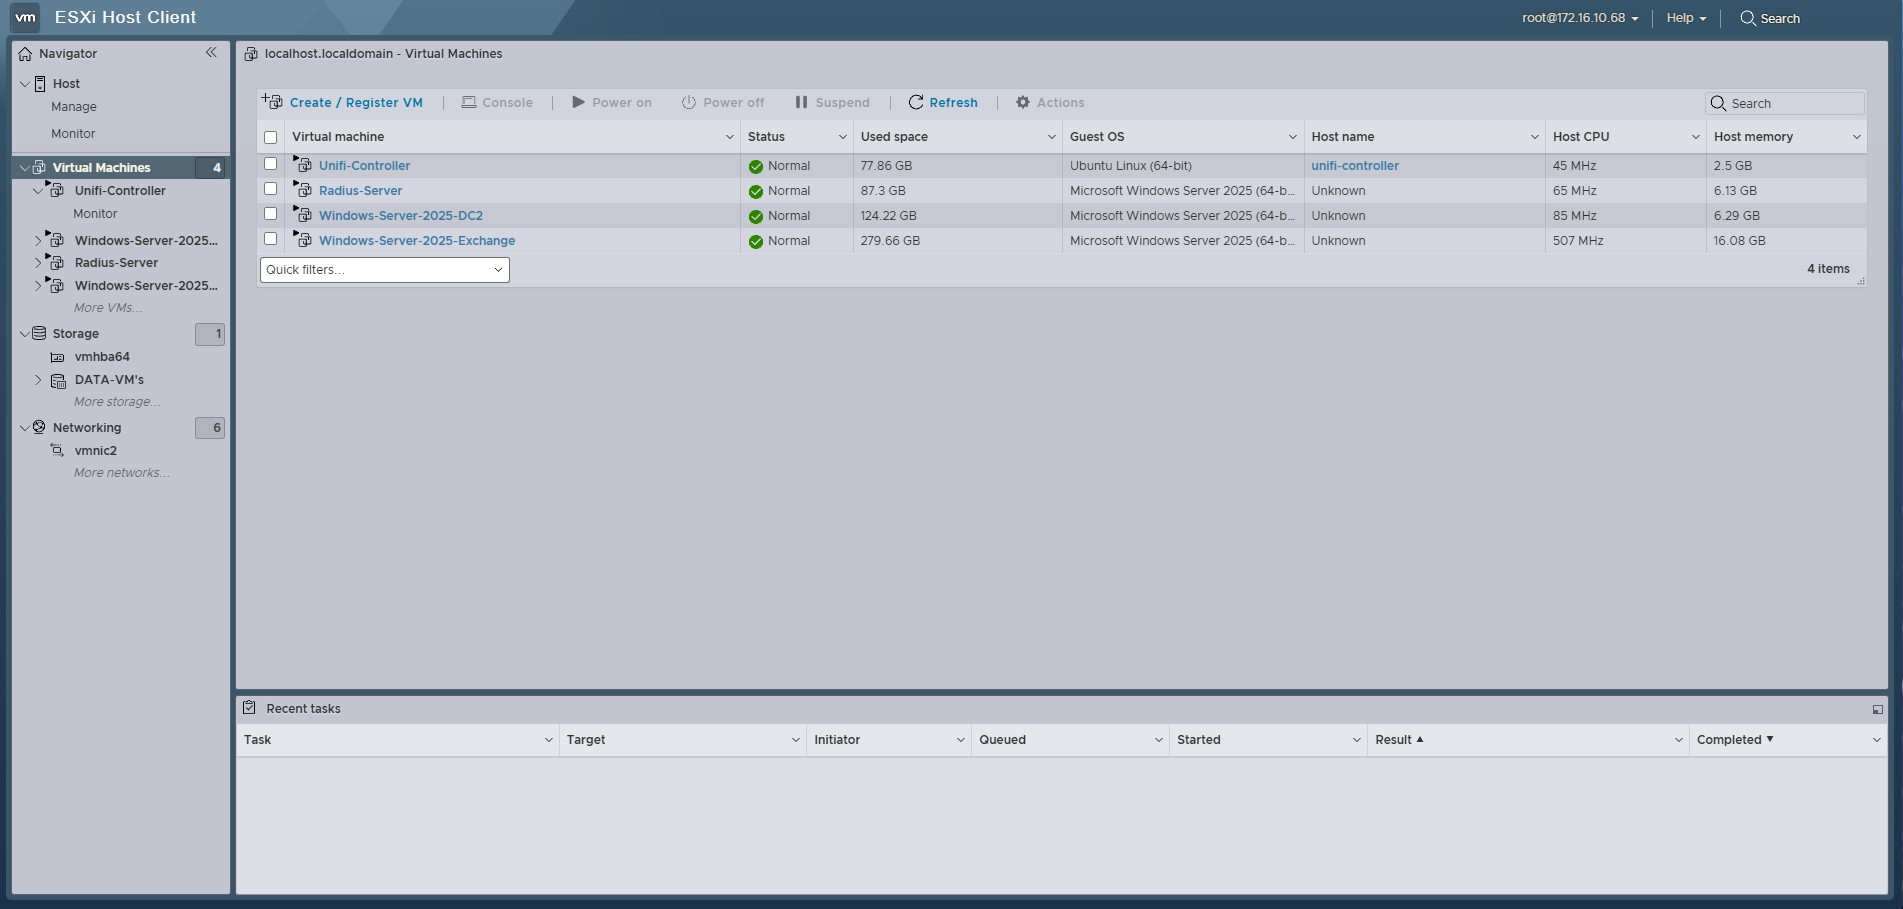 vm ESXi Host Client root@172.16.10.68 Help Search
Navigator
Host
Manage
Monitor
Virtual Machines 4
Unifi-Controller
Monitor
Windows-Server-2025...
Radius-Server
Windows-Server-2025...
More VMs...
Storage 1
vmhba64
DATA-VM's
More storage...
Networking 6
vmnic2
More networks...
localhost.localdomain - Virtual Machines
Create / Register VM Console Power on Power off Suspend Refresh Actions Search
Virtual machine Status Used space Guest OS Host name Host CPU Host memory
Unifi-Controller Normal 77.86 GB Ubuntu Linux (64-bit) unifi-controller 45 MHz 2.5 GB
Radius-Server Normal 87.3 GB Microsoft Windows Server 2025 (64-b... Unknown 65 MHz 6.13 GB
Windows-Server-2025-DC2 Normal 124.22 GB Microsoft Windows Server 2025 (64-b... Unknown 85 MHz 6.29 GB
Windows-Server-2025-Exchange Normal 279.66 GB Microsoft Windows Server 2025 (64-b... Unknown 507 MHz 16.08 GB
Quick filters... 4 items
Recent tasks
Task Target Initiator Queued Started Result Completed